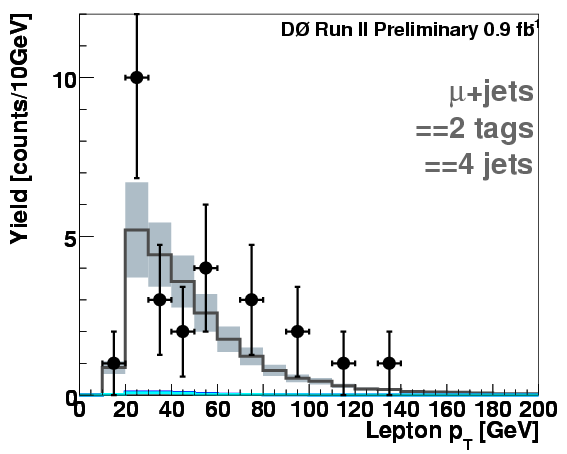 DØ Run II Preliminary 0.9 fb-1
μ+jets
==2 tags
==4 jets
Yield [counts/10GeV]
10
5
0
0 20 40 60 80 100 120 140 160 180 200
Lepton pT [GeV]